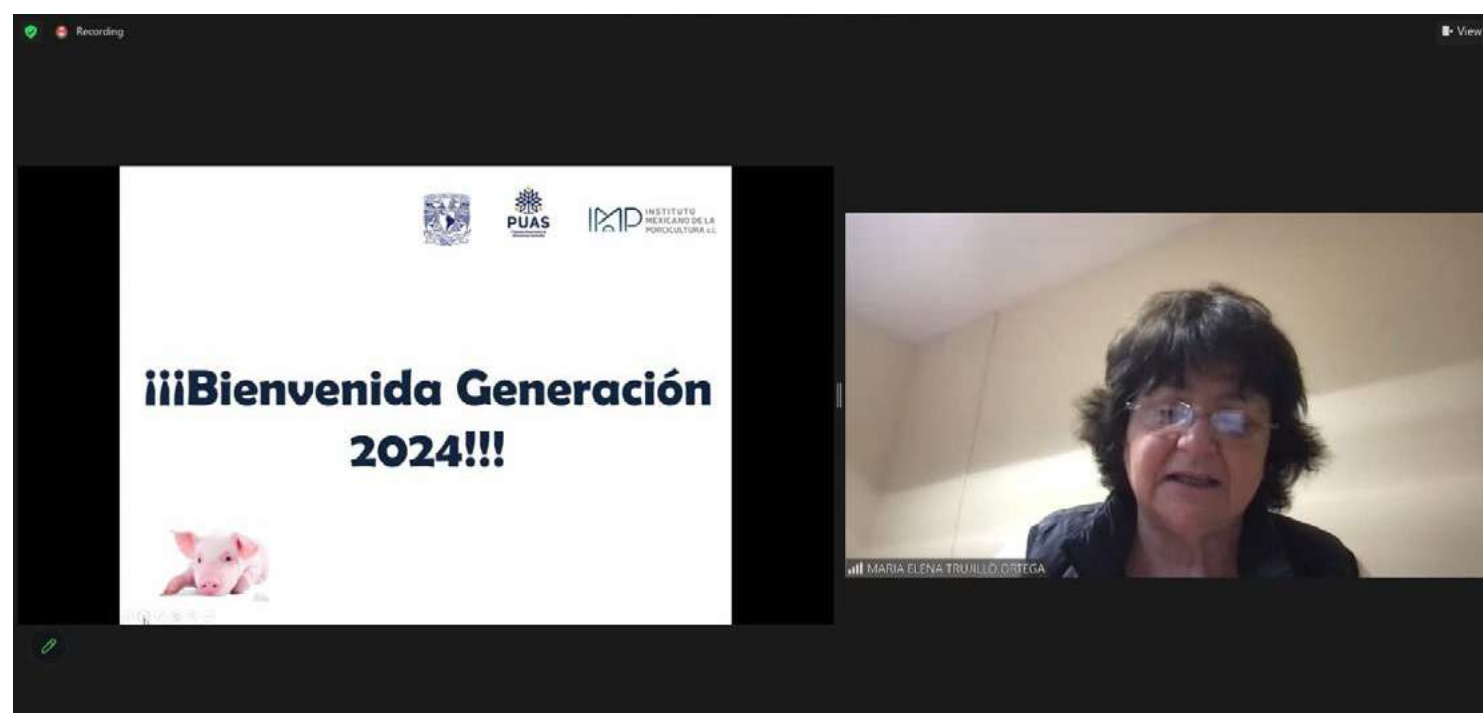 Recording
View
PUAS
IMP
INSTITUTO
MEXICANO DE LA
PORCICULTURA A.C.
¡¡¡Bienvenida Generación
2024!!!
MARIA ELENA TRUJILLO ORTEGA